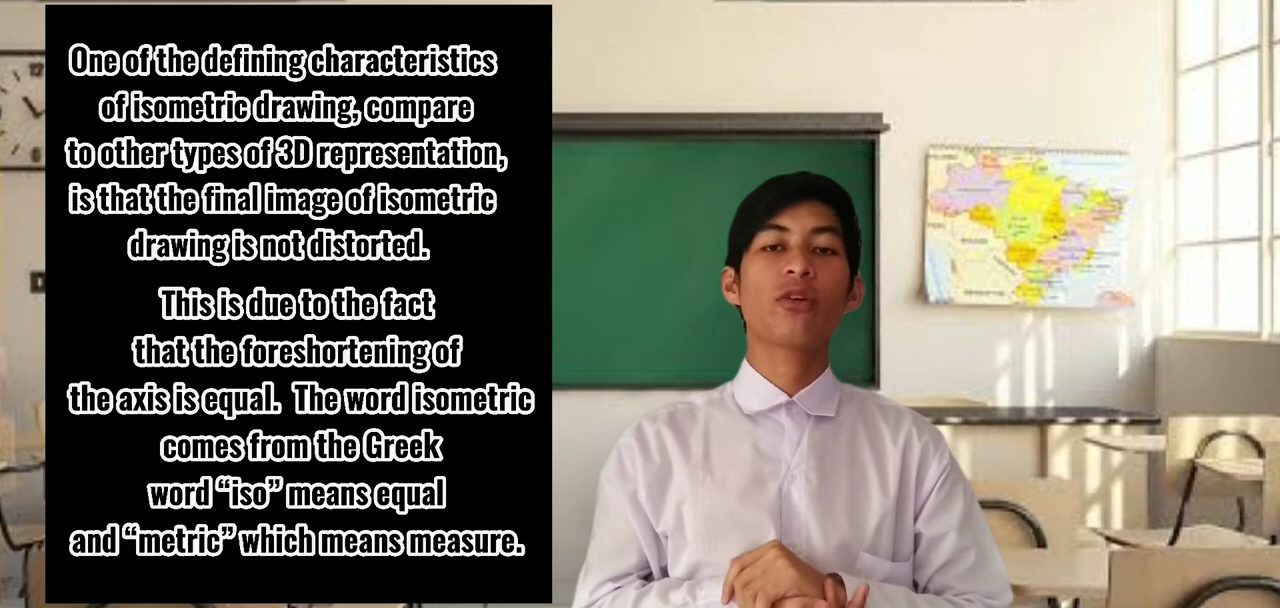 One of the defining characteristics
of isometric drawing, compare
to other types of 3D representation,
is that the final image of isometric
drawing is not distorted.
This is due to the fact
that the foreshortening of
the axis is equal. The word isometric
comes from the Greek
word “iso” means equal
and “metric” which means measure.
12
6